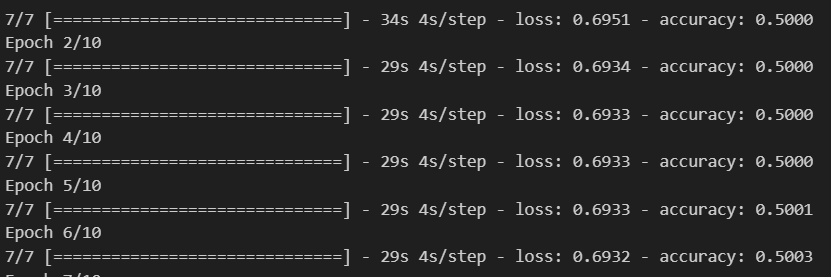 7/7 [==============================] - 34s 4s/step - loss: 0.6951 - accuracy: 0.5000
Epoch 2/10
7/7 [==============================] - 29s 4s/step - loss: 0.6934 - accuracy: 0.5000
Epoch 3/10
7/7 [==============================] - 29s 4s/step - loss: 0.6933 - accuracy: 0.5000
Epoch 4/10
7/7 [==============================] - 29s 4s/step - loss: 0.6933 - accuracy: 0.5000
Epoch 5/10
7/7 [==============================] - 29s 4s/step - loss: 0.6933 - accuracy: 0.5001
Epoch 6/10
7/7 [==============================] - 29s 4s/step - loss: 0.6932 - accuracy: 0.5003